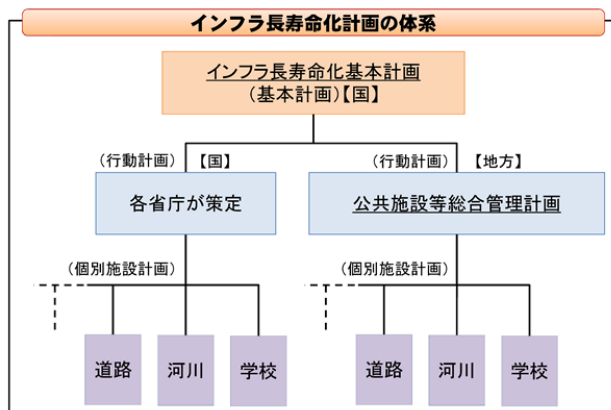 インフラ長寿命化計画の体系
インフラ長寿命化基本計画
(基本計画)【国】
(行動計画) 【国】
(行動計画) 【地方】
各省庁が策定
公共施設等総合管理計画
(個別施設計画)
(個別施設計画)
道路
河川
学校
道路
河川
学校